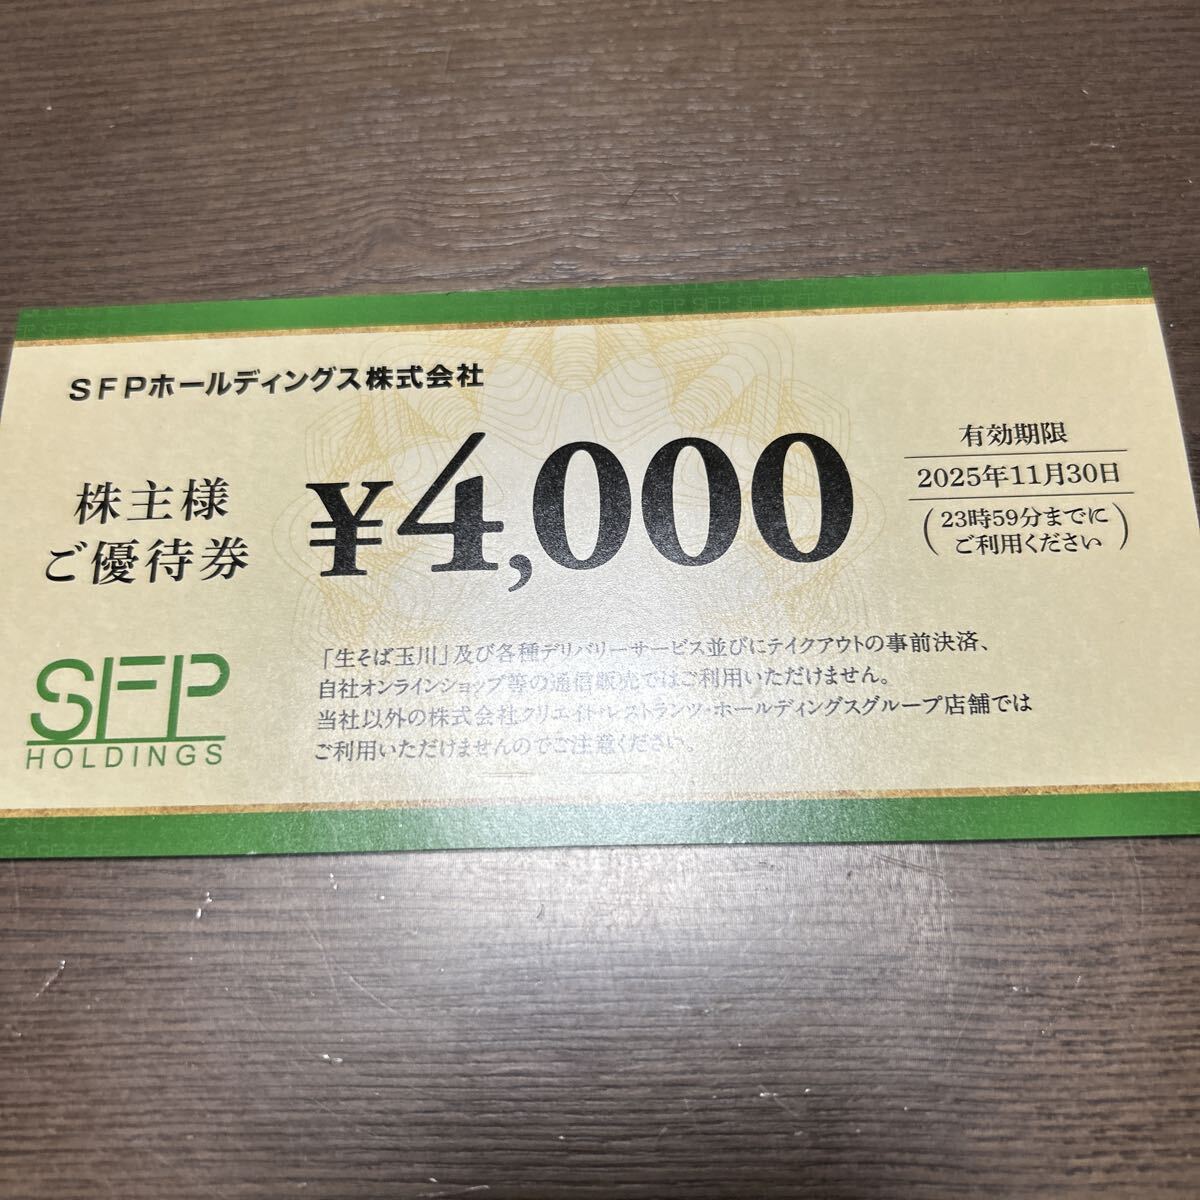 SFPホールディングス株式会社
株主様
ご優待券
¥4,000
有効期限
2025年11月30日
(23時59分までに
ご利用ください)
「生そば玉川」及び各種デリバリーサービス並びにテイクアウトの事前決済、
自社オンラインショップ等の通信販売ではご利用いただけません。
当社以外の株式会社クリエイト・レストランツ・ホールディングスグループ店舗では
ご利用いただけませんのでご注意ください。
SFP
HOLDINGS